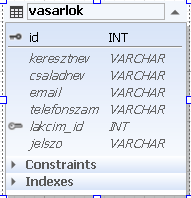 vasarlok
id INT
keresztnev VARCHAR
csaladnev VARCHAR
email VARCHAR
telefonszam VARCHAR
lakcim_id INT
jelszo VARCHAR
Constraints
Indexes